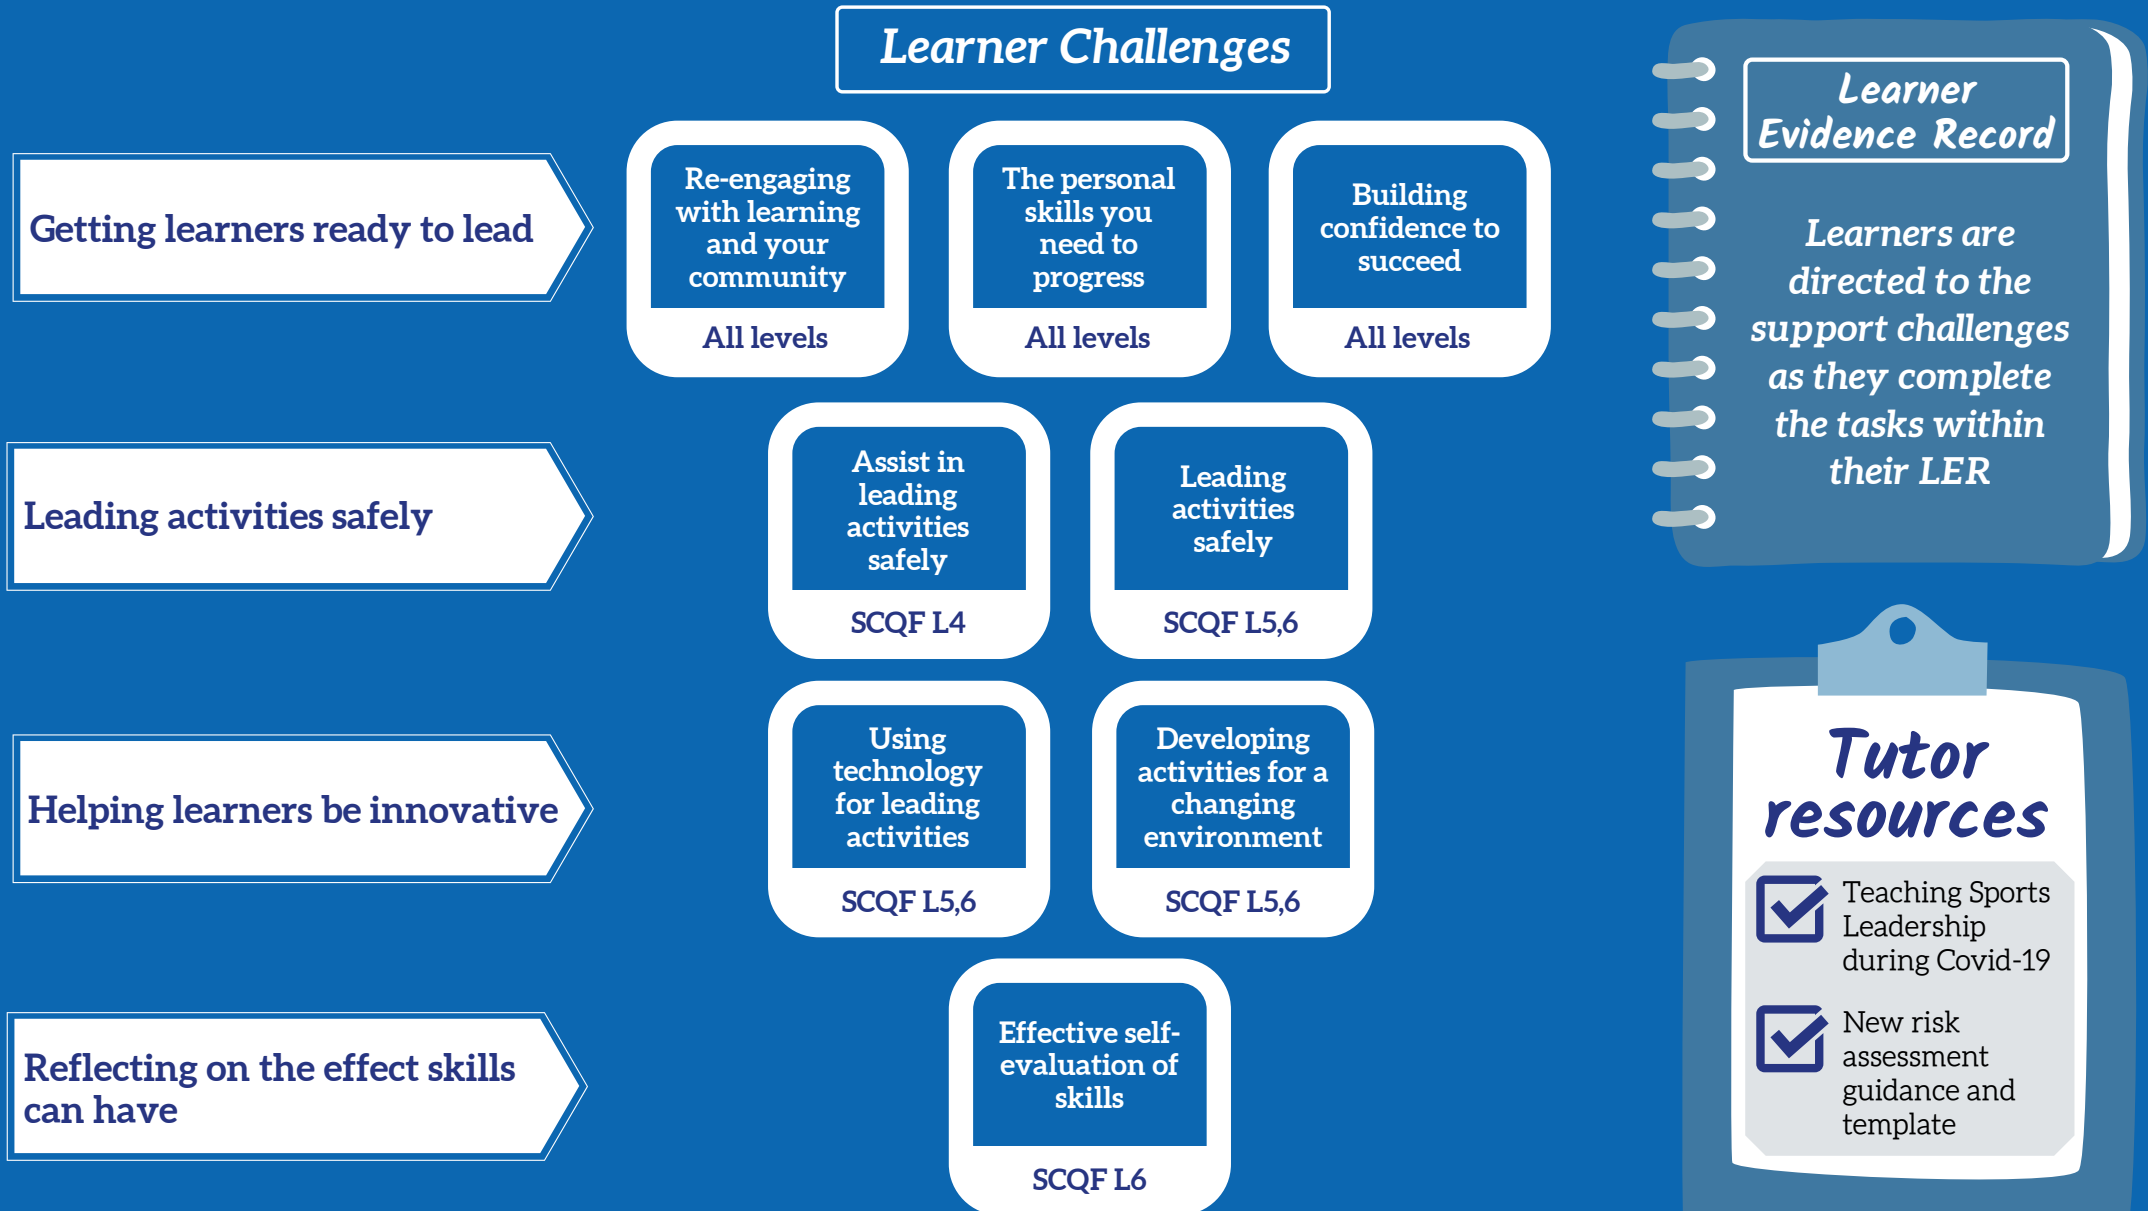 Learner Challenges
Getting learners ready to lead
Re-engaging
with learning
and your
community
All levels
The personal
skills you
need to
progress
All levels
Building
confidence to
succeed
All levels
Leading activities safely
Assist in
leading
activities
safely
SCQF L4
Leading
activities
safely
SCQF L5,6
Helping learners be innovative
Using
technology
for leading
activities
SCQF L5,6
Developing
activities for a
changing
environment
SCQF L5,6
Reflecting on the effect skills
can have
Effective self-
evaluation of
skills
SCQF L6
Learner
Evidence Record
Learners are
directed to the
support challenges
as they complete
the tasks within
their LER
Tutor
resources
Teaching Sports
Leadership
during Covid-19
New risk
assessment
guidance and
template